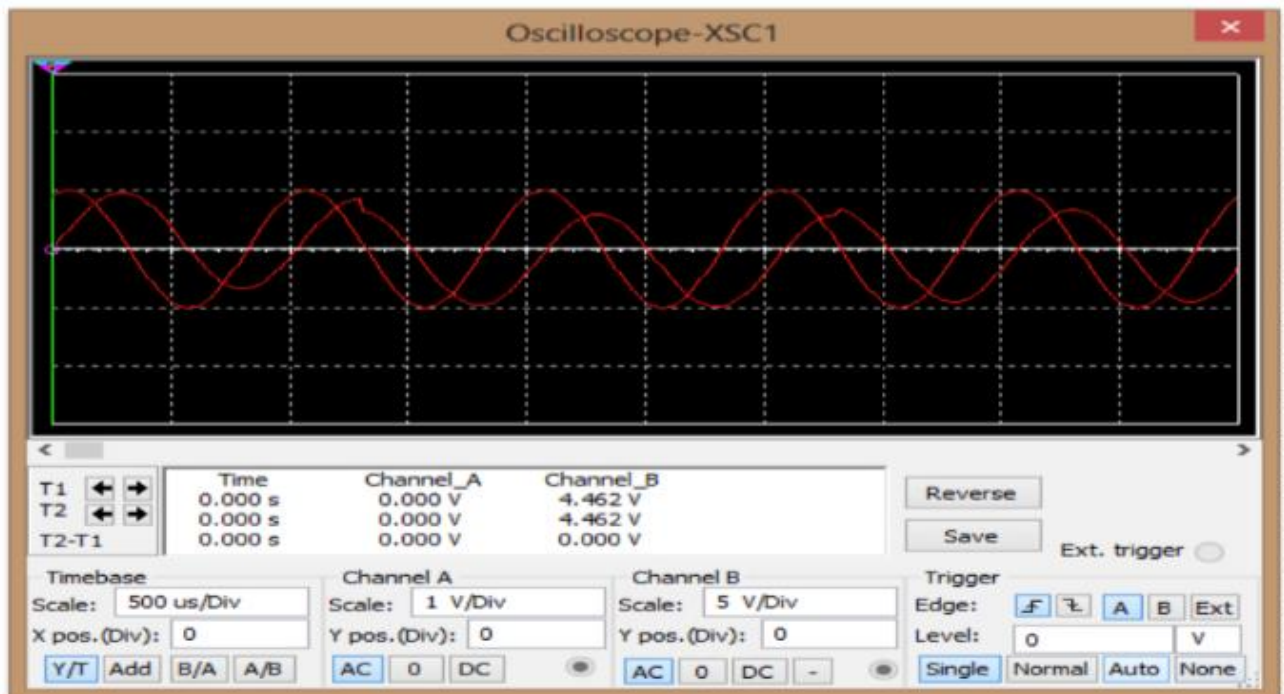 Oscilloscope-XSC1
T1
T2
T2-T1
Time Channel_A Channel_B
0.000 s 0.000 V 4.462 V
0.000 s 0.000 V 4.462 V
0.000 s 0.000 V 0.000 V
Reverse
Save
Ext. trigger
Timebase
Scale: 500 us/Div
X pos.(Div): 0
Y/T Add B/A A/B
Channel A
Scale: 1 V/Div
Y pos.(Div): 0
AC 0 DC
Channel B
Scale: 5 V/Div
Y pos.(Div): 0
AC 0 DC -
Trigger
Edge: A B Ext
Level: 0 V
Single Normal Auto None